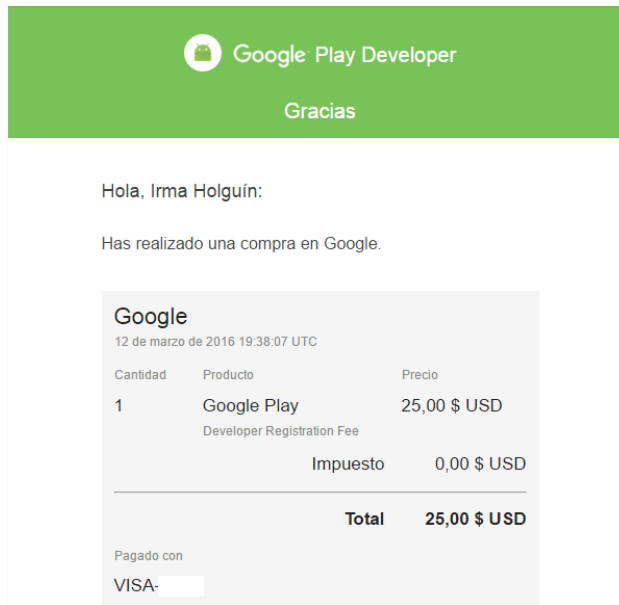 Google Play Developer
Gracias
Hola, Irma Holguín:
Has realizado una compra en Google.
Google
12 de marzo de 2016 19:38:07 UTC
Cantidad Producto Precio
1 Google Play 25,00 $ USD
Developer Registration Fee
Impuesto 0,00 $ USD
Total 25,00 $ USD
Pagado con
VISA-